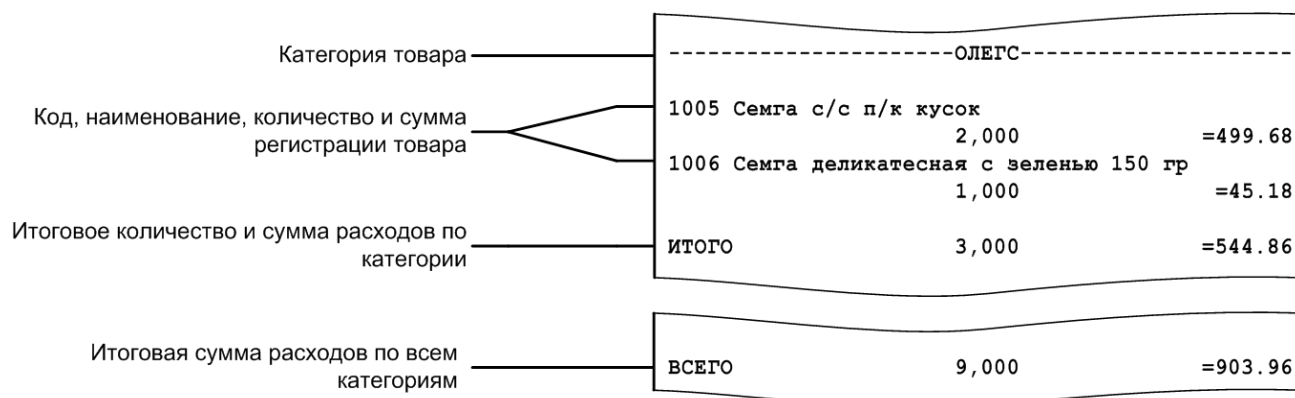 Категория товара
--------------------ОЛЕГС-------------------
Код, наименование, количество и сумма
регистрации товара
1005 Семга с/с п/к кусок
2,000 =499.68
1006 Семга деликатесная с зеленью 150 гр
1,000 =45.18
Итоговое количество и сумма расходов по
категории
ИТОГО 3,000 =544.86
Итоговая сумма расходов по всем
категориям
ВСЕГО 9,000 =903.96